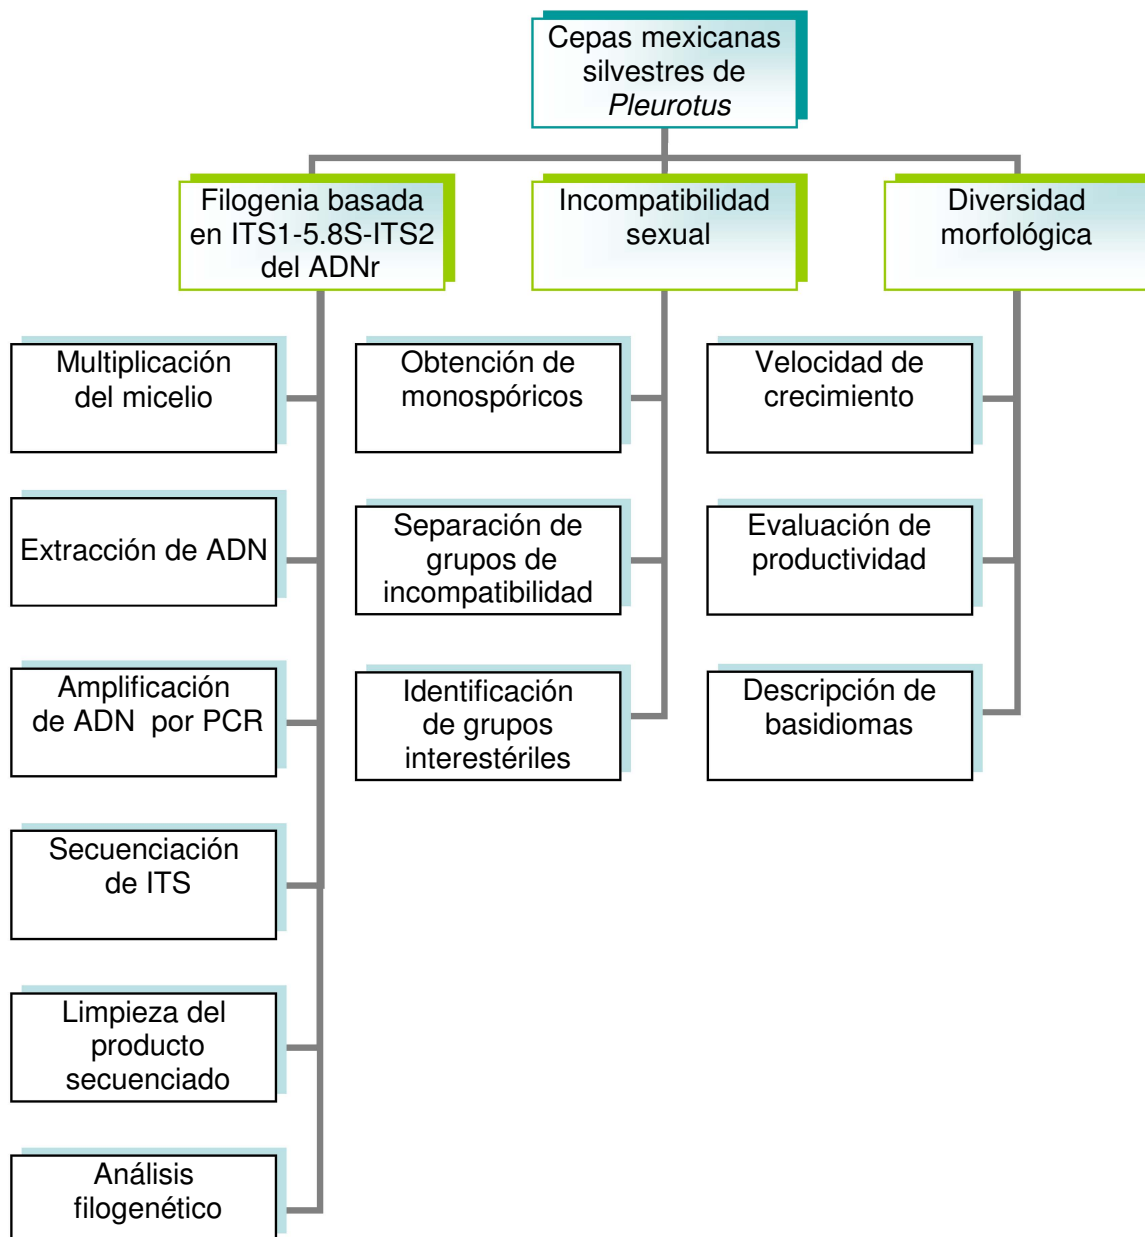 Cepas mexicanas
silvestres de
Pleurotus
Filogenia basada
en ITS1-5.8S-ITS2
del ADNr
Incompatibilidad
sexual
Diversidad
morfológica
Multiplicación
del micelio
Extracción de ADN
Amplificación
de ADN por PCR
Secuenciación
de ITS
Limpieza del
producto
secuenciado
Análisis
filogenético
Obtención de
monospóricos
Separación de
grupos de
incompatibilidad
Identificación
de grupos
interestériles
Velocidad de
crecimiento
Evaluación de
productividad
Descripción de
basidiomas